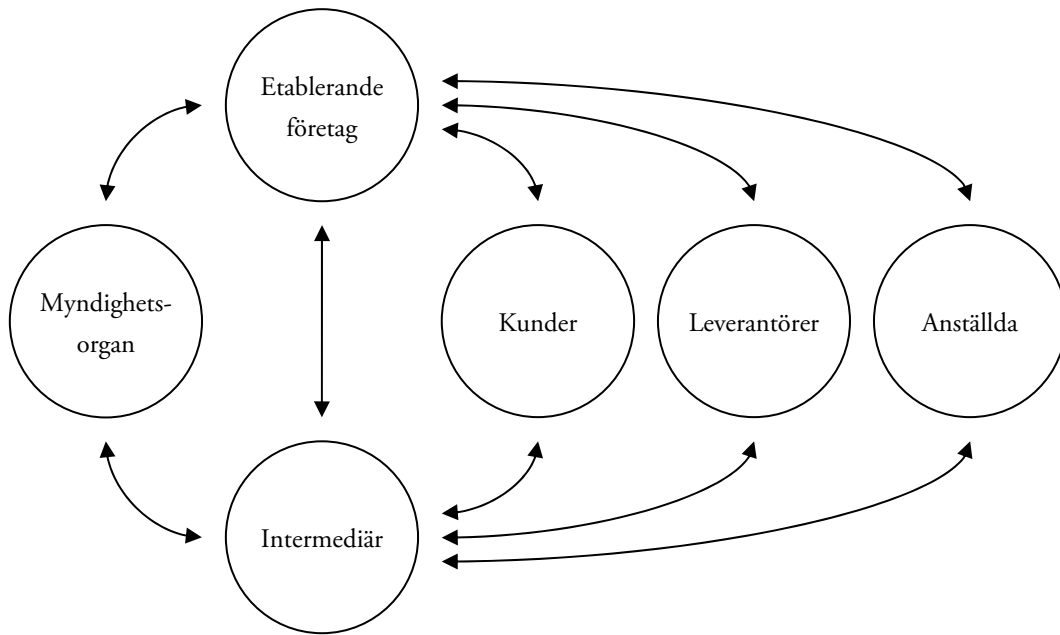 Etablerande
företag
Myndighets-
organ
Kunder
Leverantörer
Anställda
Intermediär